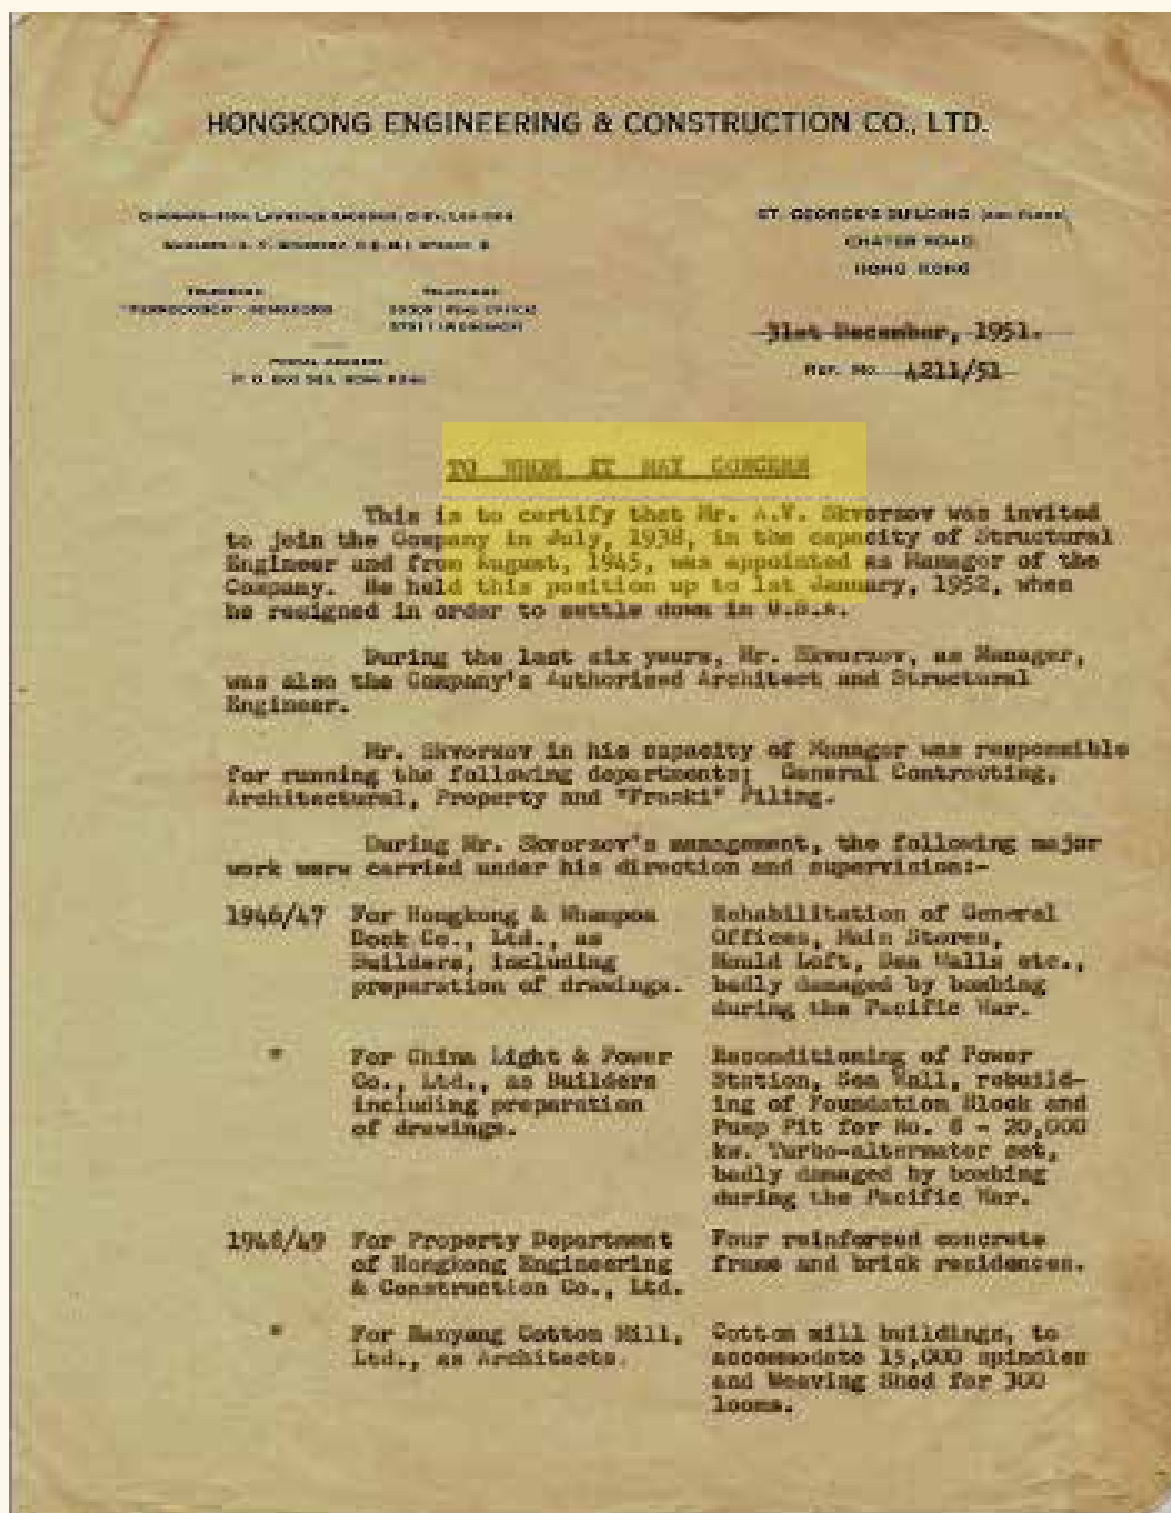 HONGKONG ENGINEERING & CONSTRUCTION CO., LTD.
ST. GEORGE'S BUILDING
CHATER ROAD
HONG KONG
31st December, 1951.
Ref. No. 4211/51
P. O. BOX HONG KONG
TO WHOM IT MAY CONCERN
This is to certify that Mr. A.V. Skvorzov was invited
to join the Company in July, 1938, in the capacity of Structural
Engineer and from August, 1945, was appointed as Manager of the
Company. He held this position up to 1st January, 1952, when
he resigned in order to settle down in U.S.A.
During the last six years, Mr. Skvorzov, as Manager,
was also the Company's Authorised Architect and Structural
Engineer.
Mr. Skvorzov in his capacity of Manager was responsible
for running the following departments; General Contracting,
Architectural, Property and "Franki" Piling.
During Mr. Skvorzov's management, the following major
work were carried under his direction and supervision:-
1946/47 For Hongkong & Whampoa Rehabilitation of General
Dock Co., Ltd., as Offices, Main Stores,
Builders, including Mould Loft, Sea Walls etc.,
preparation of drawings. badly damaged by bombing
during the Pacific War.
" For China Light & Power Reconditioning of Power
Co., Ltd., as Builders Station, Sea Wall, rebuild-
including preparation ing of Foundation Block and
of drawings. Pump Pit for No. 6 - 20,000
kw. Turbo-alternator set,
badly damaged by bombing
during the Pacific War.
1948/49 For Property Department Four reinforced concrete
of Hongkong Engineering frame and brick residences.
& Construction Co., Ltd.
" For Nanyang Cotton Mill, Cotton mill buildings, to
Ltd., as Architects. accommodate 15,000 spindles
and Weaving Shed for 300
looms.